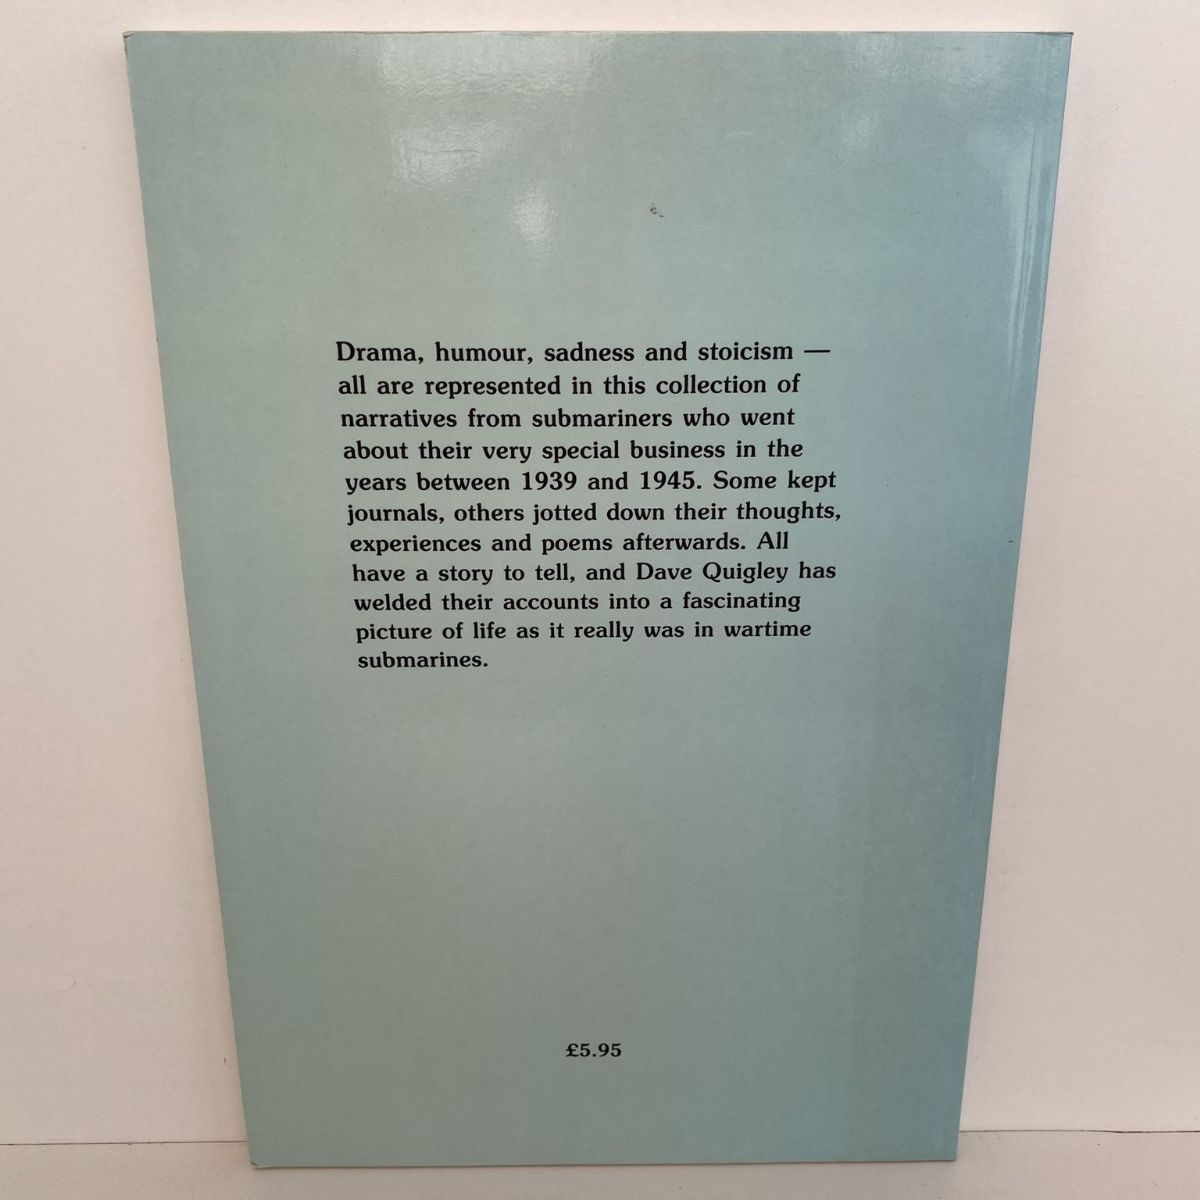 Drama, humour, sadness and stoicism —
all are represented in this collection of
narratives from submariners who went
about their very special business in the
years between 1939 and 1945. Some kept
journals, others jotted down their thoughts,
experiences and poems afterwards. All
have a story to tell, and Dave Quigley has
welded their accounts into a fascinating
picture of life as it really was in wartime
submarines.
£5.95